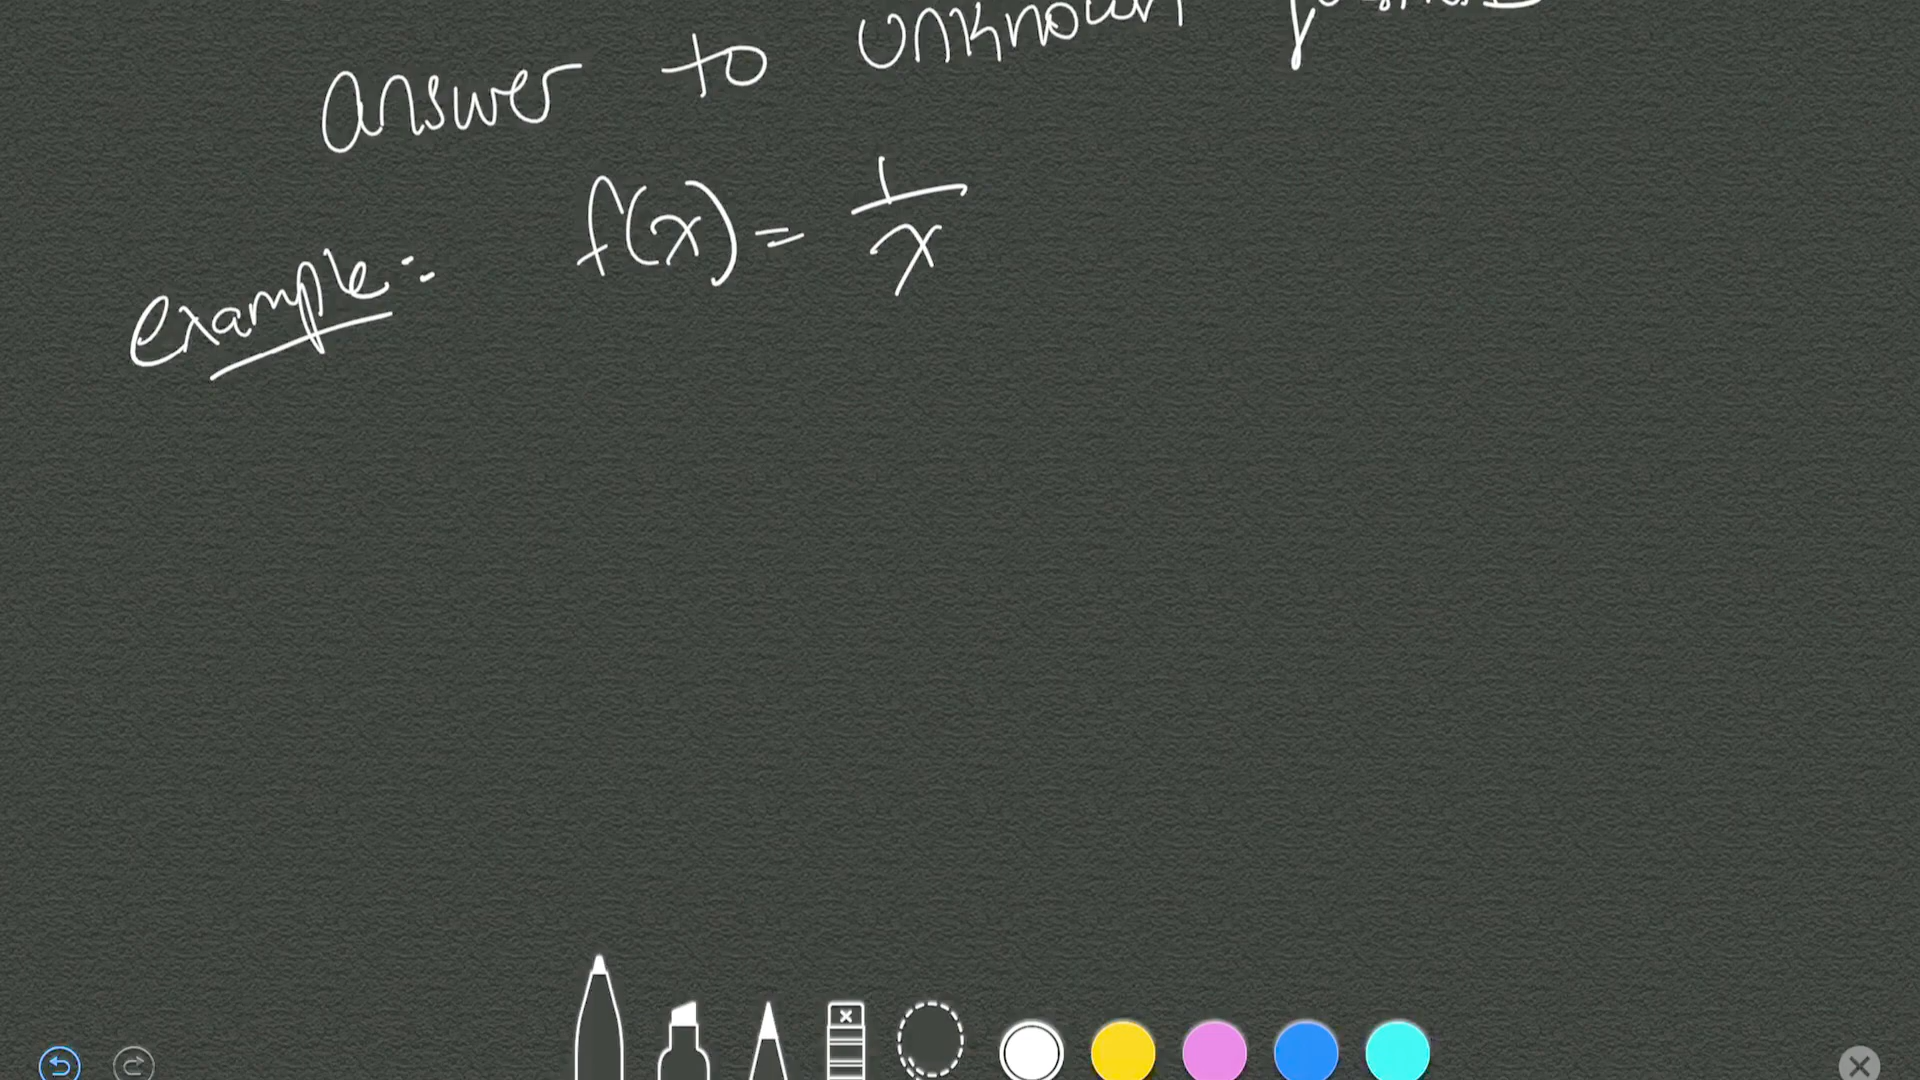 answer to unknown
example:- f(x) = 1/x